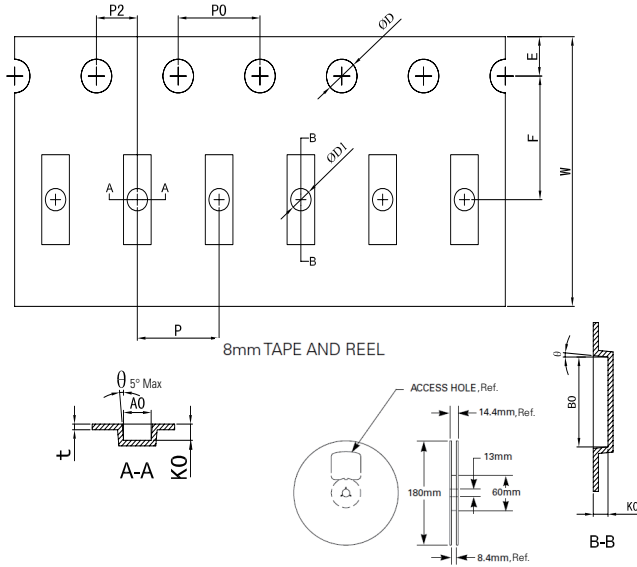 P2
P0
ØD
E
F
W
B
ØD1
A
A
B
P
8mm TAPE AND REEL
θ 5° Max
A0
t
K0
A-A
ACCESS HOLE, Ref.
14.4mm, Ref.
13mm
180mm
60mm
8.4mm, Ref.
θ
B0
K0
B-B